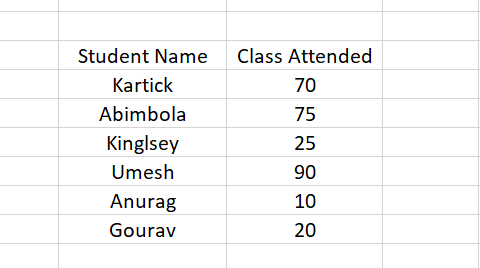 Student Name Class Attended
Kartick 70
Abimbola 75
Kinglsey 25
Umesh 90
Anurag 10
Gourav 20